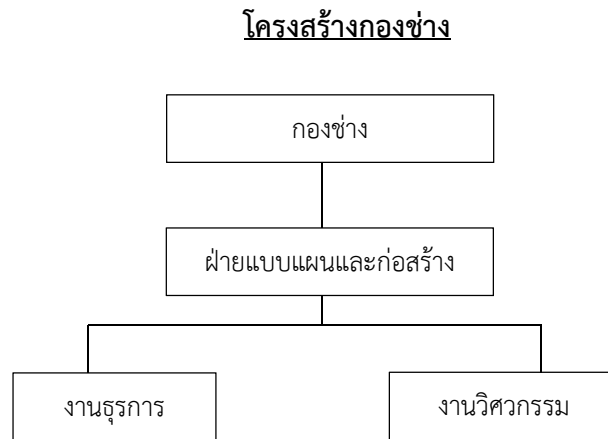 โครงสร้างกองช่าง
กองช่าง
ฝ่ายแบบแผนและก่อสร้าง
งานธุรการ
งานวิศวกรรม